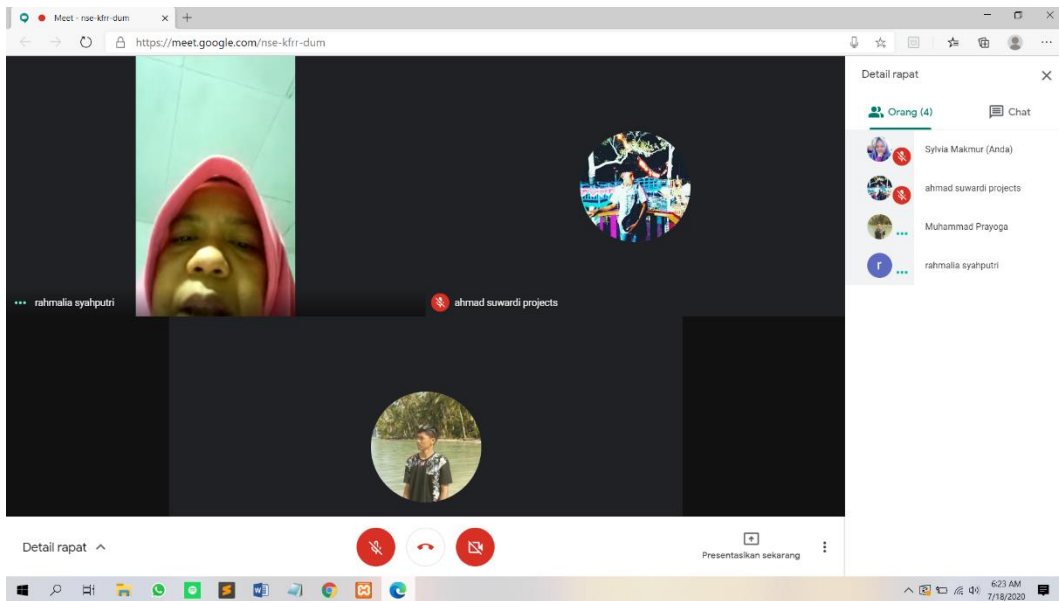 Meet - nse-kfrr-dum
https://meet.google.com/nse-kfrr-dum
Detail rapat
Orang (4)
Chat
Sylvia Makmur (Anda)
ahmad suwardi projects
Muhammad Prayoga
r
rahmalia syahputri
rahmalia syahputri
ahmad suwardi projects
Detail rapat
Presentasikan sekarang
6:23 AM
7/18/2020